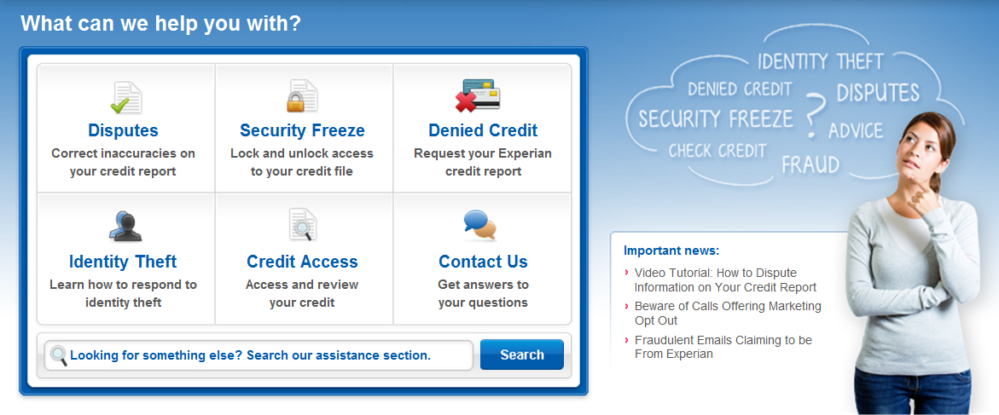 What can we help you with?
Disputes
Correct inaccuracies on
your credit report
Security Freeze
Lock and unlock access
to your credit file
Denied Credit
Request your Experian
credit report
Identity Theft
Learn how to respond to
identity theft
Credit Access
Access and review
your credit
Contact Us
Get answers to
your questions
Looking for something else? Search our assistance section.
Search
IDENTITY THEFT
DENIED CREDIT
DISPUTES
SECURITY FREEZE
?
ADVICE
CHECK CREDIT
FRAUD
Important news:
› Video Tutorial: How to Dispute
Information on Your Credit Report
› Beware of Calls Offering Marketing
Opt Out
› Fraudulent Emails Claiming to be
From Experian